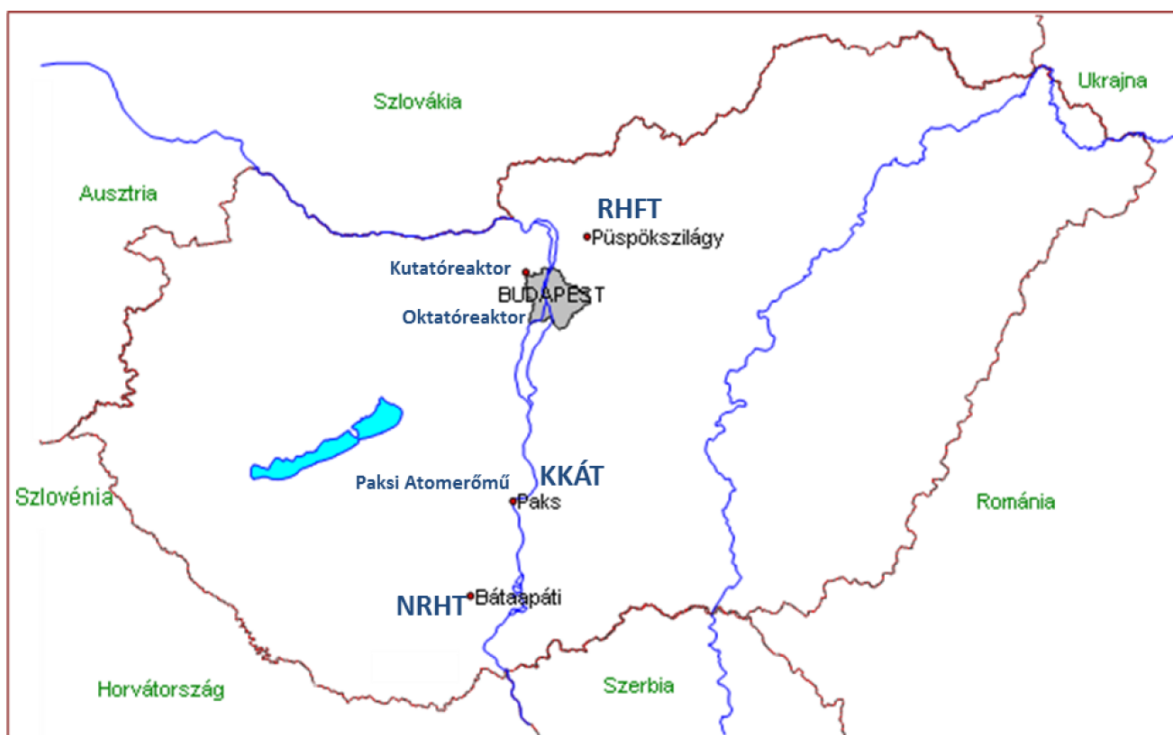 Szlovákia
Ukrajna
Ausztria
RHFT
Püspökszilágy
Kutatóreaktor
BUDAPEST
Oktatóreaktor
KKÁT
Paksi Atomerőmű
Paks
Szlovénia
Románia
NRHT
Bátaapáti
Horvátország
Szerbia